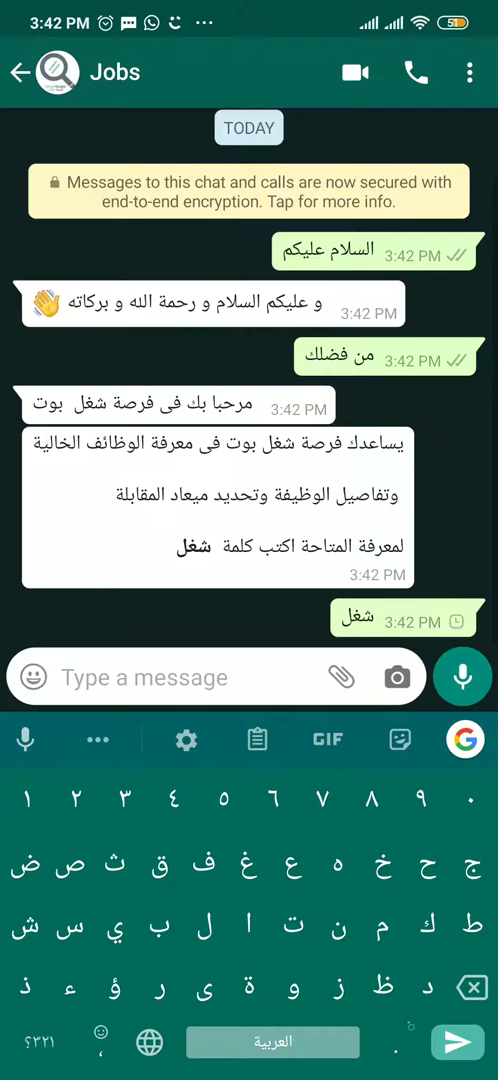 3:42 PM
51
Jobs
TODAY
Messages to this chat and calls are now secured with
end-to-end encryption. Tap for more info.
السلام عليكم 3:42 PM
و عليكم السلام و رحمة الله و بركاته 👋 3:42 PM
من فضلك 3:42 PM
مرحبا بك فى فرصة شغل بوت 3:42 PM
يساعدك فرصة شغل بوت فى معرفة الوظائف الخالية
وتفاصيل الوظيفة وتحديد ميعاد المقابلة
لمعرفة المتاحة اكتب كلمة شغل
3:42 PM
شغل 3:42 PM
Type a message
GIF
١ ٢ ٣ ٤ ٥ ٦ ٧ ٨ ٩ ٠
ض ص ث ق ف غ ع ه خ ح ج
ش س ي ب ل ا ت ن م ك ط
ذ ء ؤ ر ى ة و ز ظ د
؟٣٢١ ، العربية .